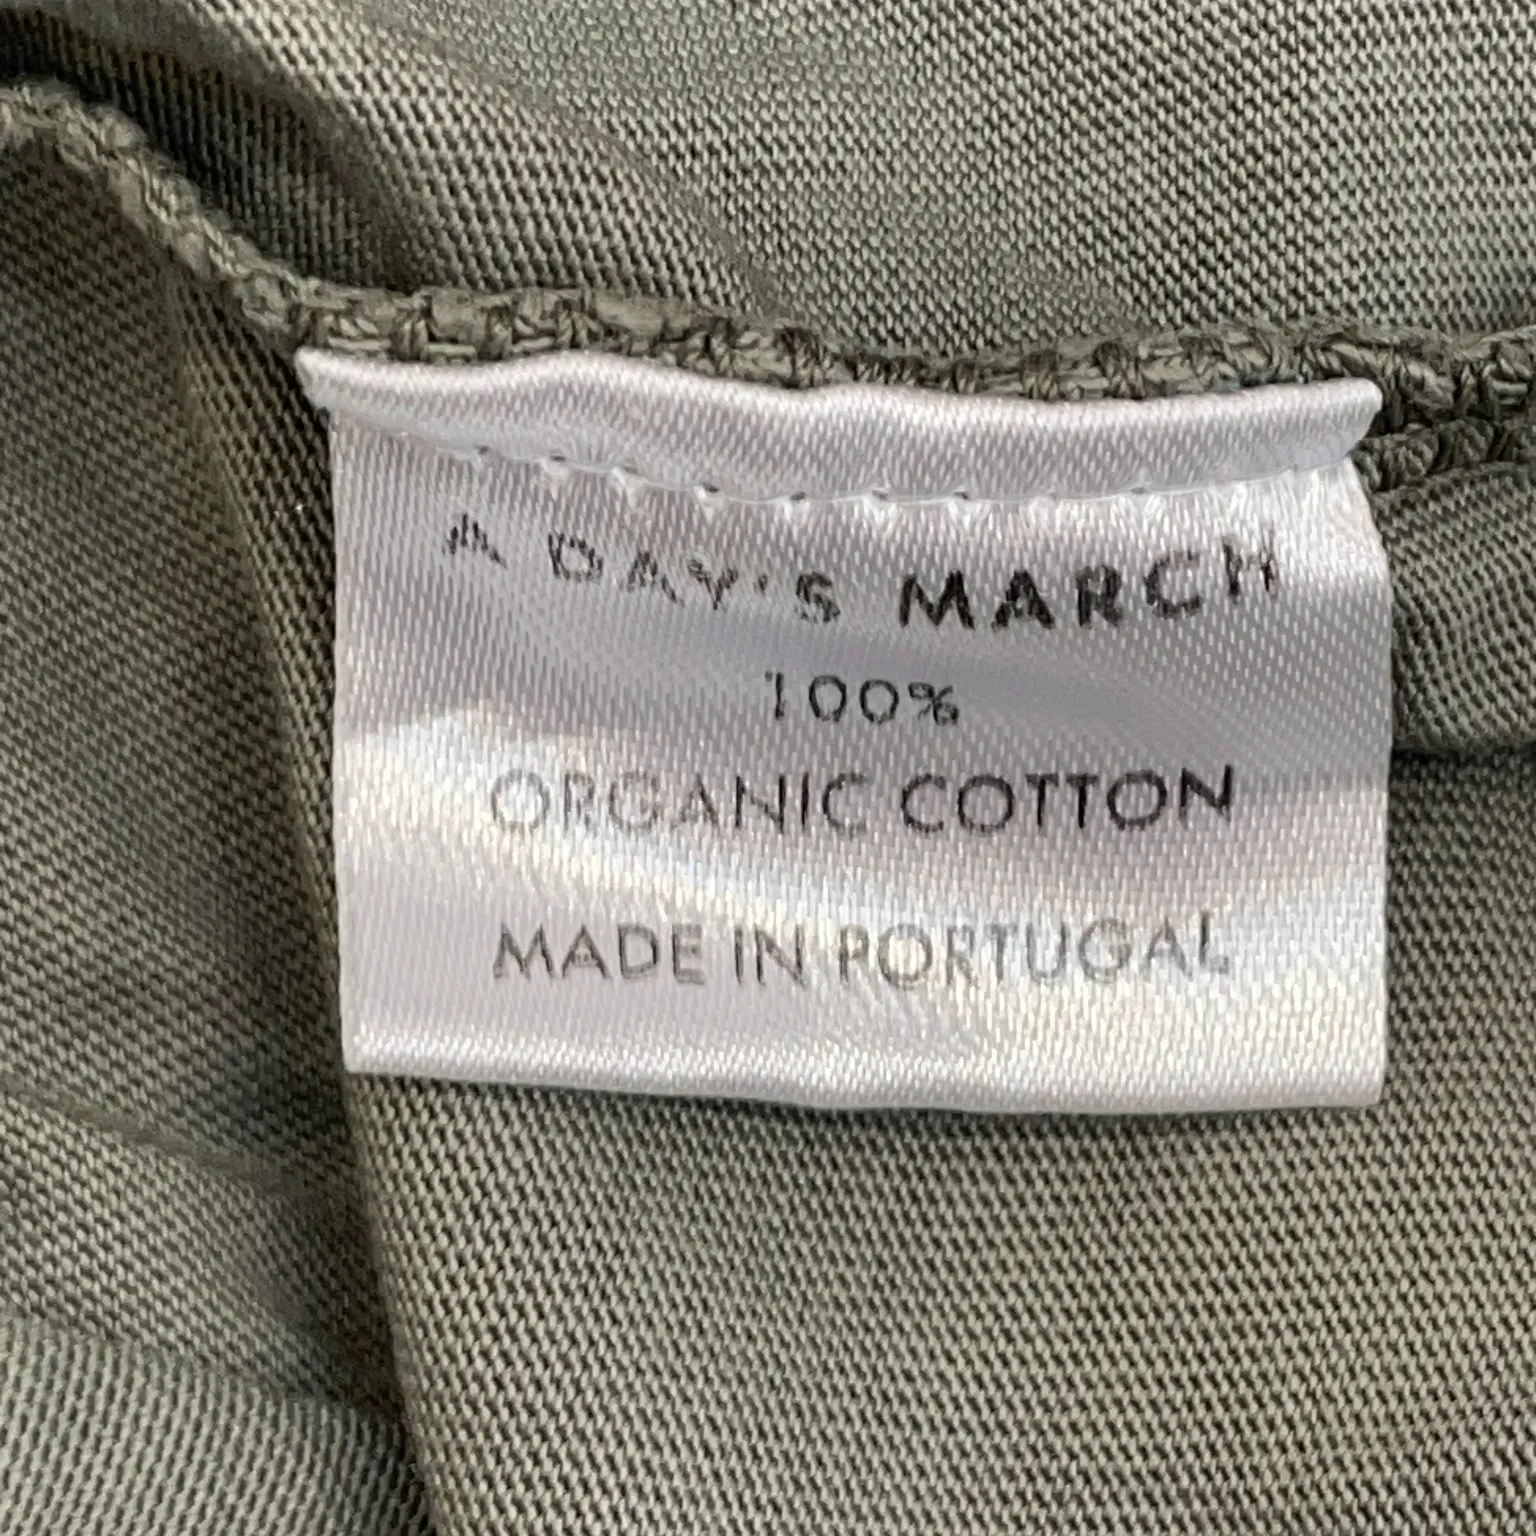 A DAY'S MARCH
100%
ORGANIC COTTON
MADE IN PORTUGAL